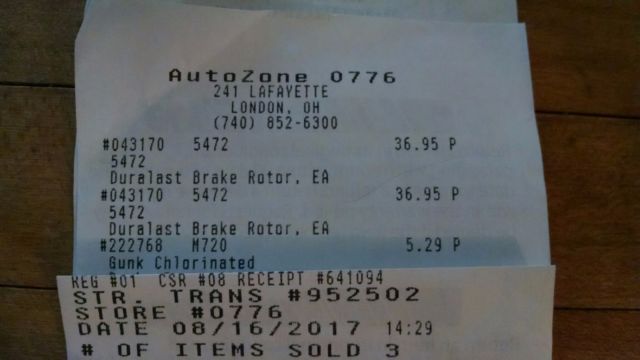 AutoZone 0776
241 LAFAYETTE
LONDON, OH
(740) 852-6300
#043170 5472 36.95 P
5472
Duralast Brake Rotor, EA
#043170 5472 36.95 P
5472
Duralast Brake Rotor, EA
#222768 M720 5.29 P
Gunk Chlorinated
REG #01 CSR #08 RECEIPT #641094
STR. TRANS #952502
STORE #0776
DATE 08/16/2017 14:29
# OF ITEMS SOLD 3